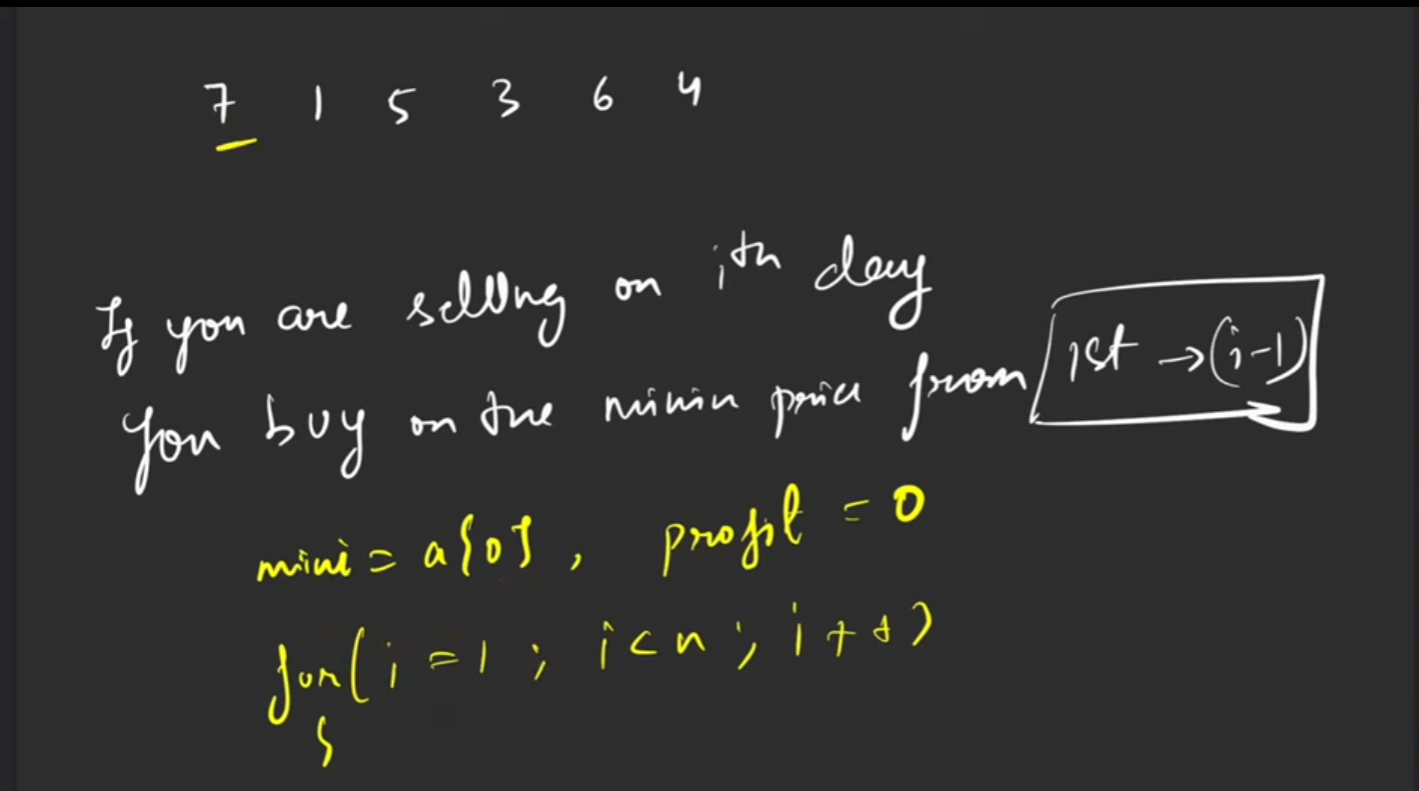 7 1 5 3 6 4
If you are selling on ith day
you buy on the minin price from 1st → (i-1)
mini = a[0], profit = 0
for(i=1; i<n; i++)
{